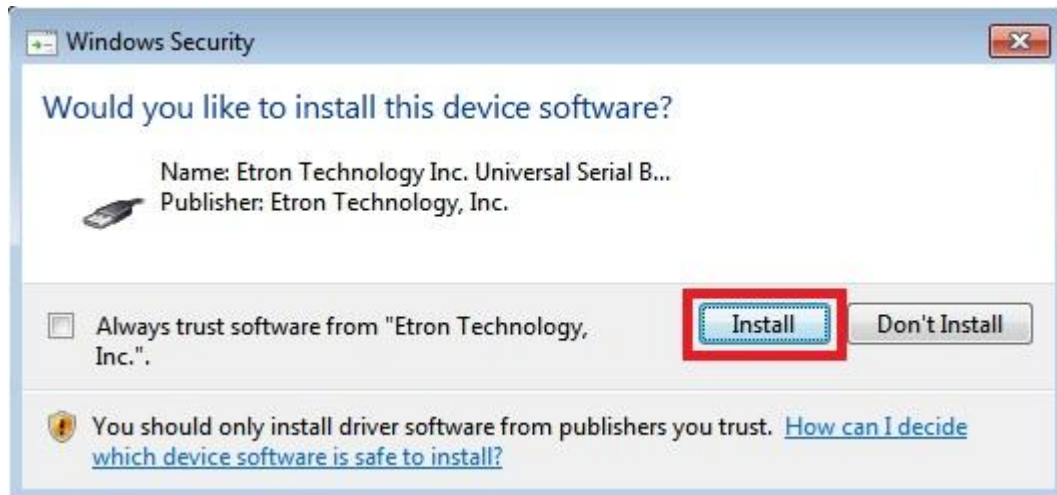 Windows Security
Would you like to install this device software?
Name: Etron Technology Inc. Universal Serial B...
Publisher: Etron Technology, Inc.
Always trust software from "Etron Technology,
Inc.".
Install
Don't Install
You should only install driver software from publishers you trust. How can I decide
which device software is safe to install?